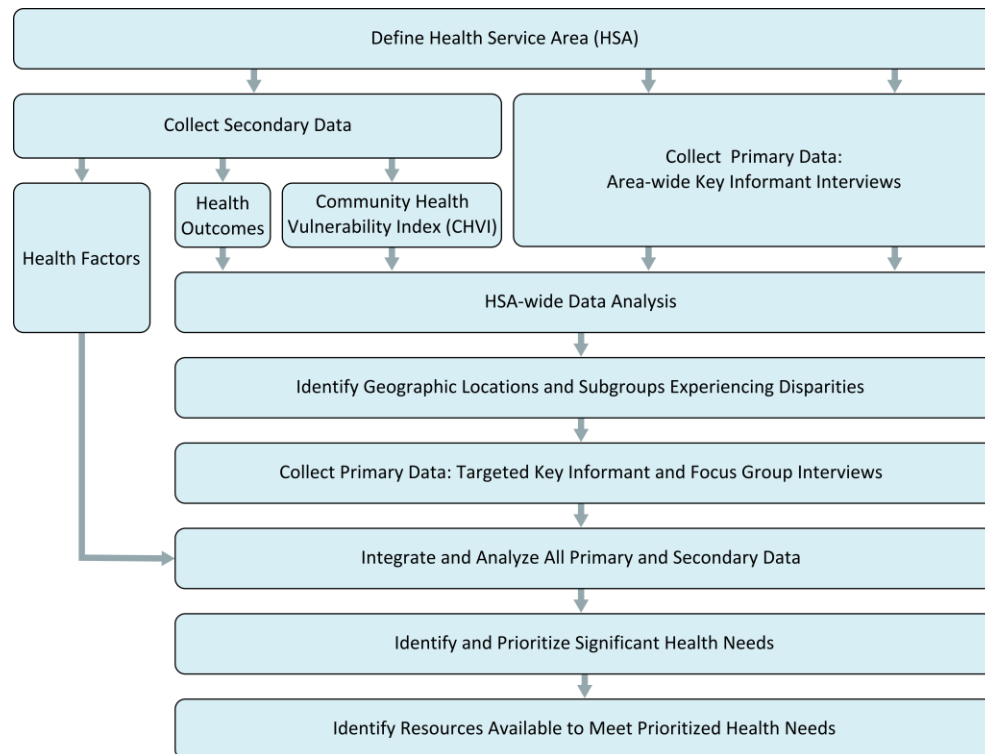 Define Health Service Area (HSA)
Collect Secondary Data
Collect Primary Data:
Area-wide Key Informant Interviews
Health Factors
Health
Outcomes
Community Health
Vulnerability Index (CHVI)
HSA-wide Data Analysis
Identify Geographic Locations and Subgroups Experiencing Disparities
Collect Primary Data: Targeted Key Informant and Focus Group Interviews
Integrate and Analyze All Primary and Secondary Data
Identify and Prioritize Significant Health Needs
Identify Resources Available to Meet Prioritized Health Needs